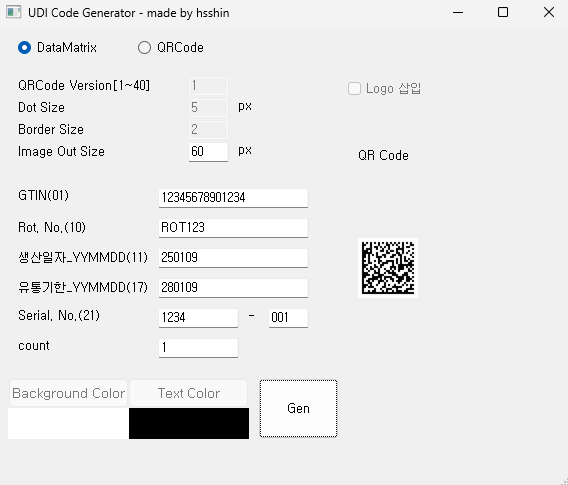 UDI Code Generator - made by hsshin
DataMatrix QRCode
QRCode Version[1~40] 1 Logo 삽입
Dot Size 5 px
Border Size 2
Image Out Size 60 px
QR Code
GTIN(01) 12345678901234
Rot. No.(10) ROT123
생산일자_YYMMDD(11) 250109
유통기한_YYMMDD(17) 280109
Serial. No.(21) 1234 - 001
count 1
Background Color Text Color Gen